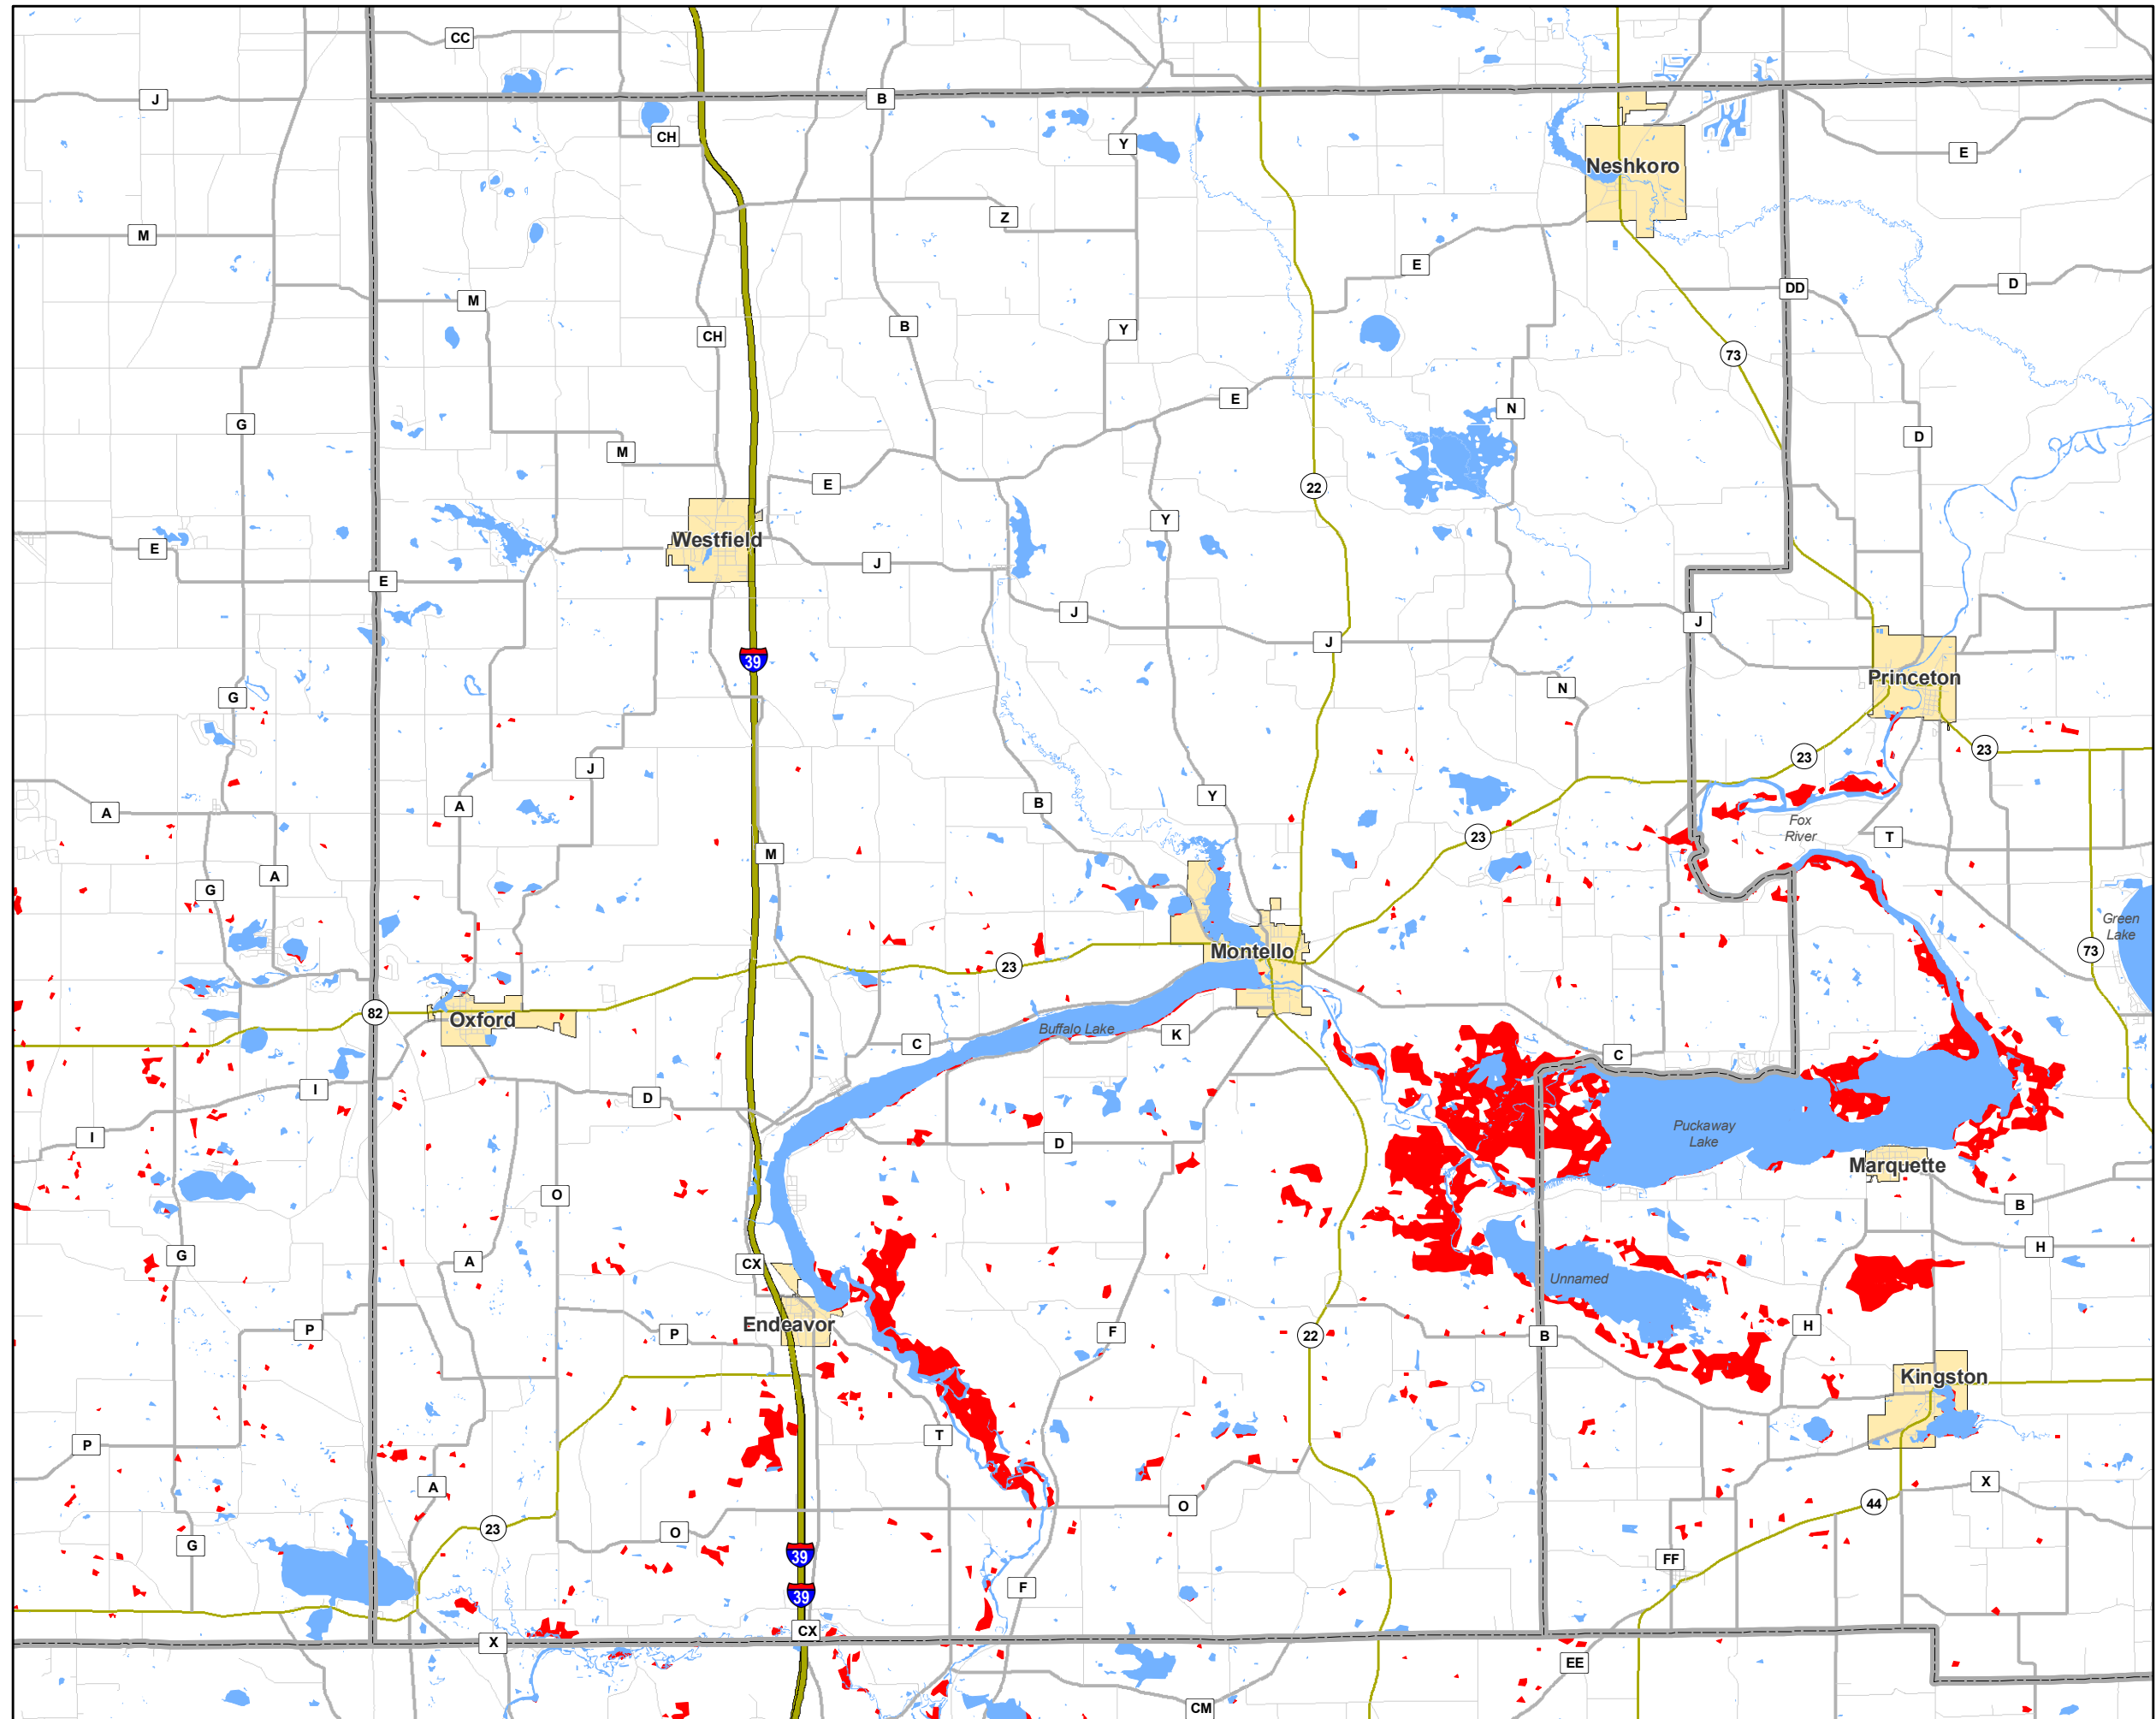 CC
J
B
CH
Y
Neshkoro
E
Z
M
E
D
DD
M
B
Y
CH
73
E
N
G
D
M
E
22
Y
Westfield
E
J
E
J
J
J
39
Princeton
N
G
23
23
J
B
Y
A
A
Fox
River
23
T
M
A
G
Green
Lake
73
Montello
23
82
Oxford
Buffalo Lake
K
C
C
I
D
Puckaway
Lake
I
D
Marquette
O
B
H
G
A
CX
Unnamed
Endeavor
H
P
P
F
22
B
Kingston
T
P
A
X
44
O
23
O
G
39
FF
F
39
CX
X
EE
CM